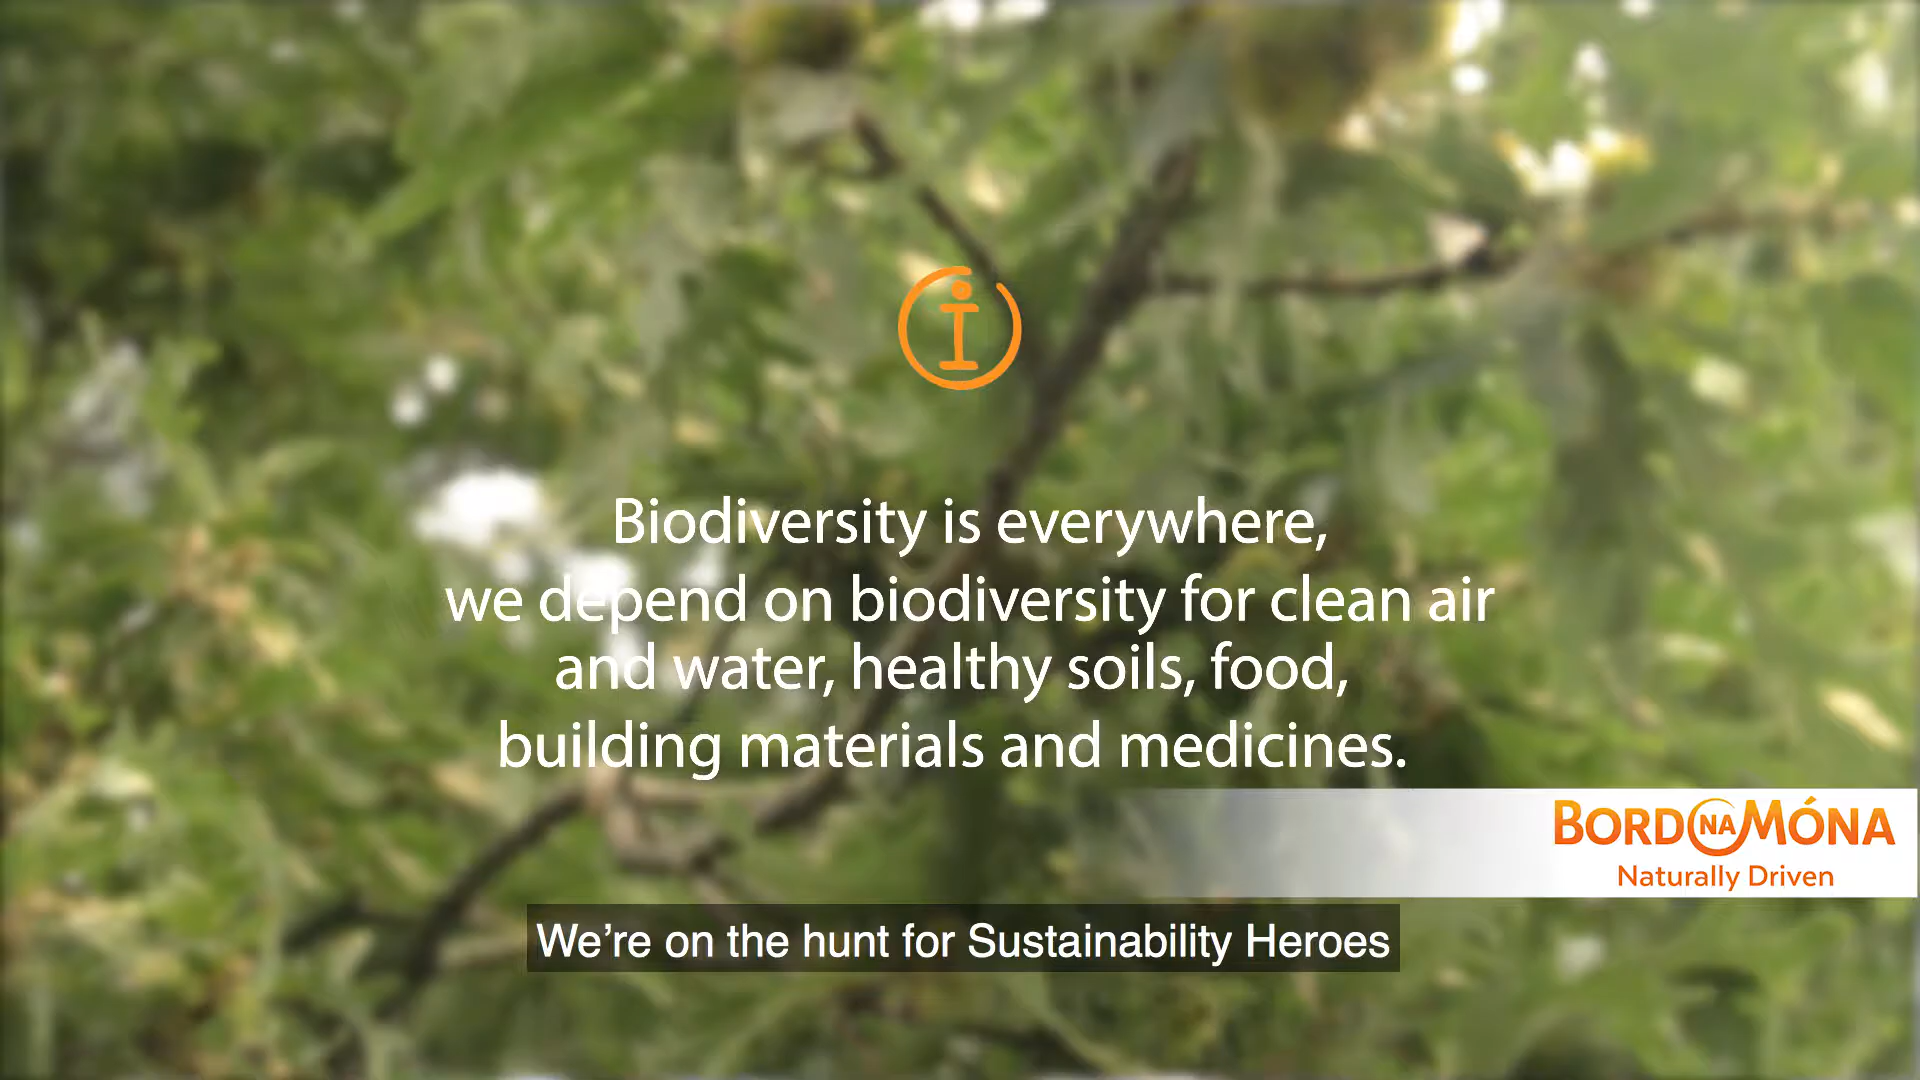 Biodiversity is everywhere,
we depend on biodiversity for clean air
and water, healthy soils, food,
building materials and medicines.
BORD NA MÓNA
Naturally Driven
We’re on the hunt for Sustainability Heroes